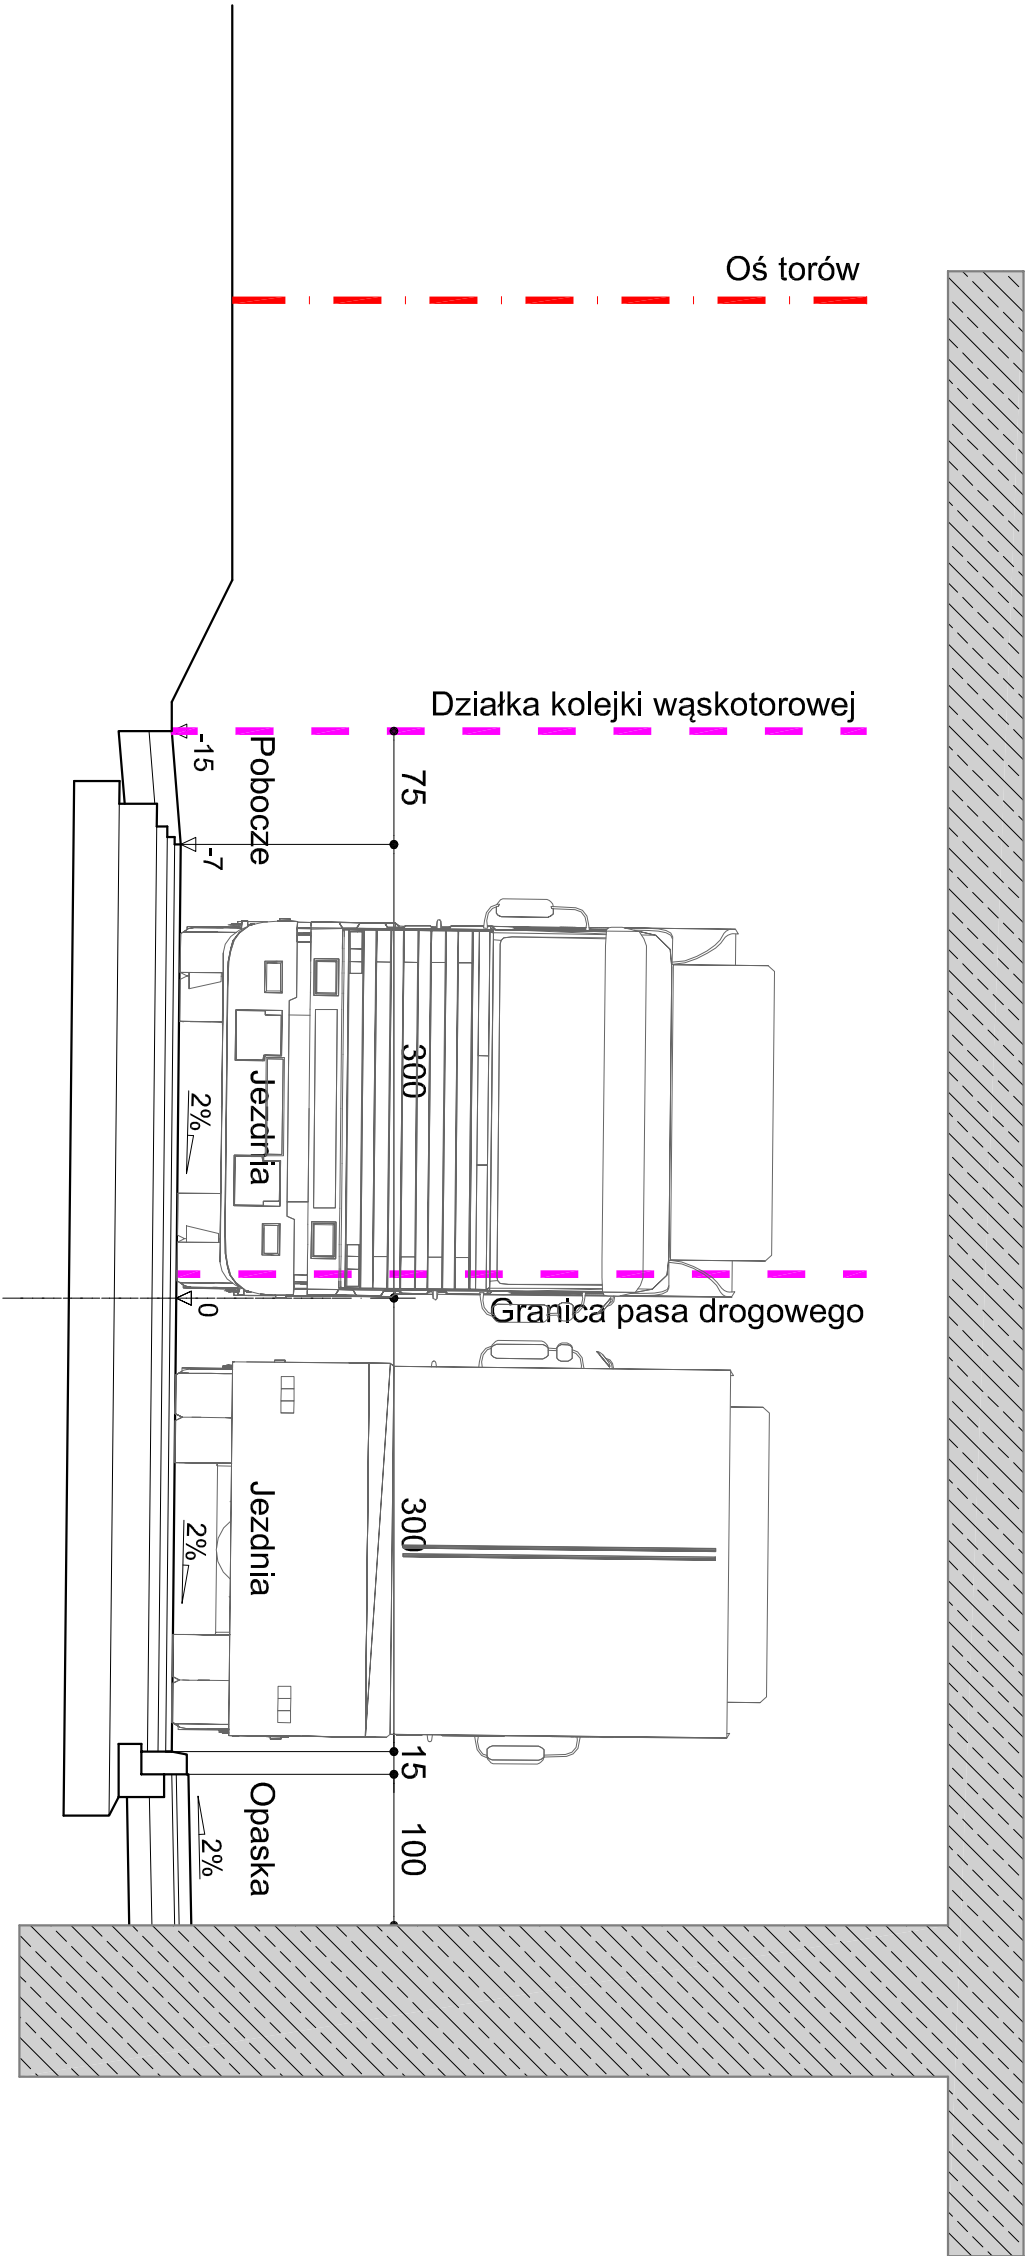 Oś torów
Działka kolejki wąskotorowej
-15
Pobocze
75
-7
300
Jezdnia
2%
0
Granica pasa drogowego
300
Jezdnia
2%
15
Opaska
100
2%